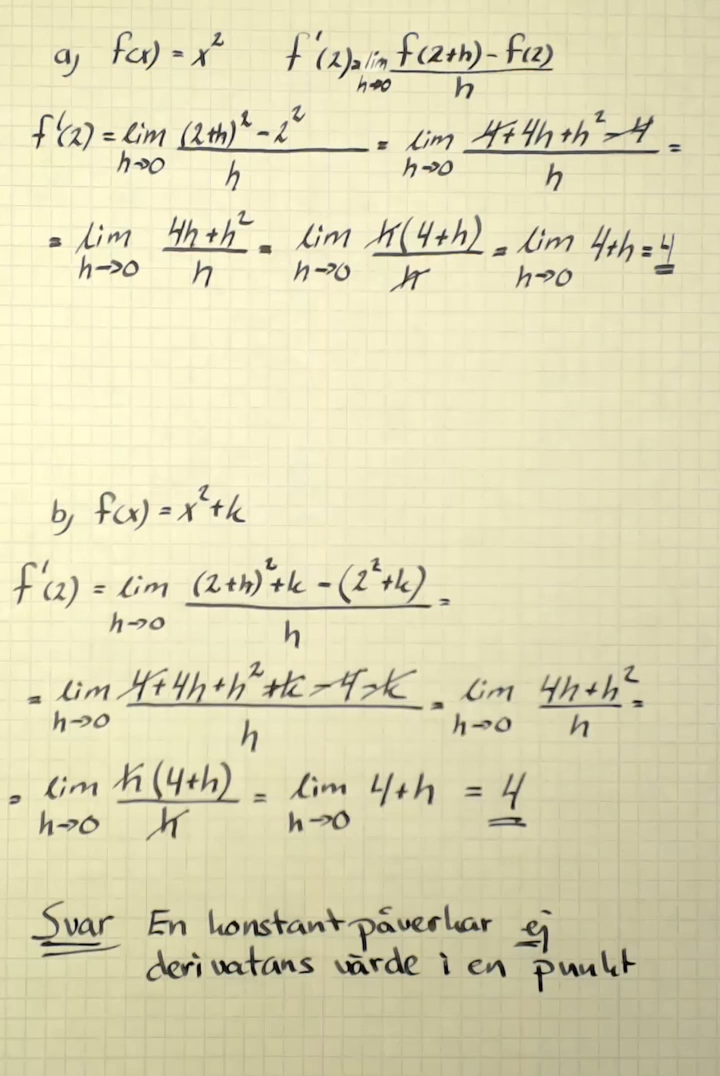 a) f(x) = x² f'(2) = lim h→0 f(2+h) - f(2) / h
f'(2) = lim h→0 (2+h)² - 2² / h = lim h→0 4 + 4h + h² - 4 / h =
= lim h→0 4h + h² / h = lim h→0 h(4+h) / h = lim h→0 4+h = 4
b) f(x) = x² + k
f'(2) = lim h→0 (2+h)² + k - (2² + k) / h =
= lim h→0 4 + 4h + h² + k - 4 - k / h = lim h→0 4h + h² / h =
= lim h→0 h(4+h) / h = lim h→0 4+h = 4
Svar En konstant påverkar ej
derivatans värde i en punkt